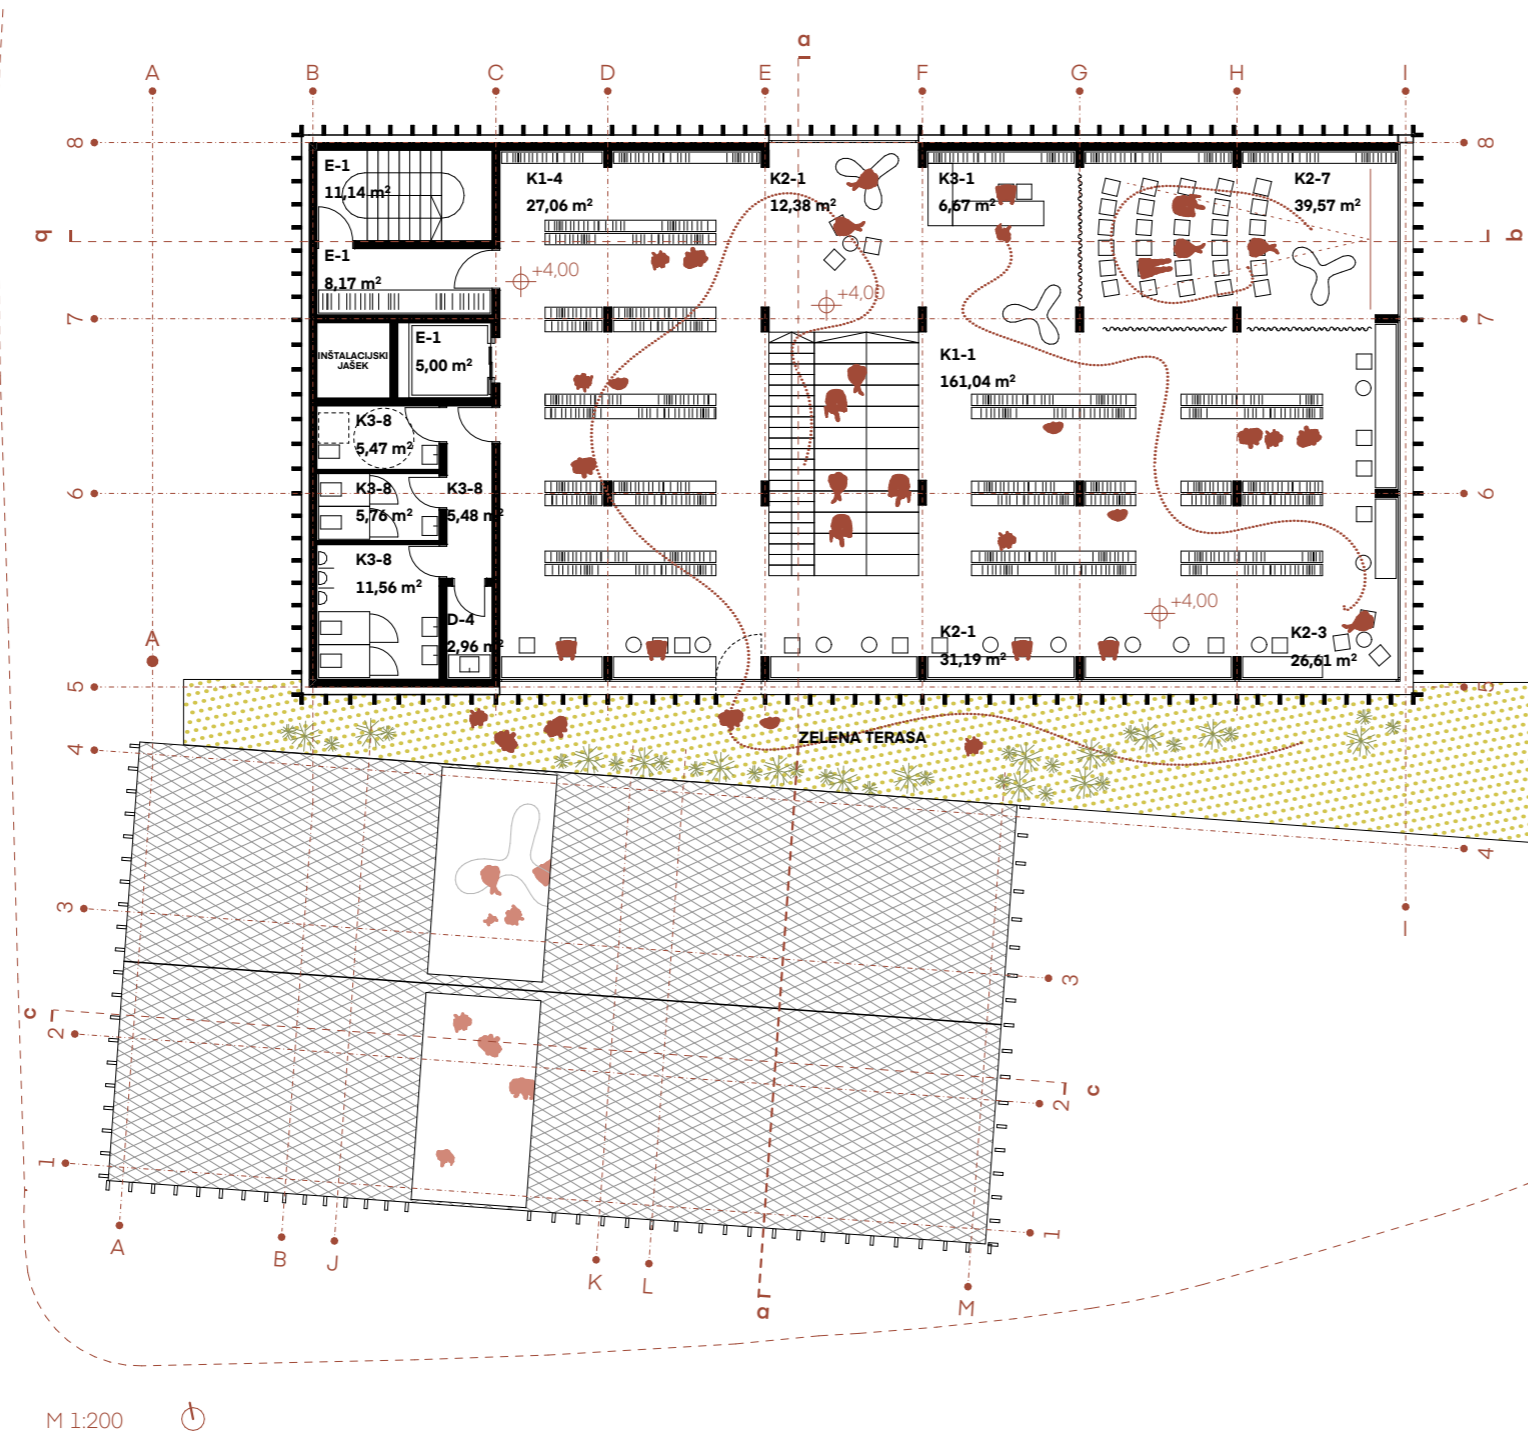 a
A B C D E F G H I
8 8
E-1
11,14 m²
K1-4
27,06 m²
K2-1
12,38 m²
K3-1
6,67 m²
K2-7
39,57 m²
b b
E-1
8,17 m²
+4,00
+4,00
7 7
INŠTALACIJSKI
JAŠEK
E-1
5,00 m²
K1-1
161,04 m²
K3-8
5,47 m²
K3-8
5,76 m²
K3-8
5,48 m²
6 6
K3-8
11,56 m²
+4,00
D-4
2,96 m²
K2-1
31,19 m²
K2-3
26,61 m²
A
5 5
ZELENA TERASA
4 4
3 I
3
c
2
c
2
1 1
A B J K L a M
M 1:200